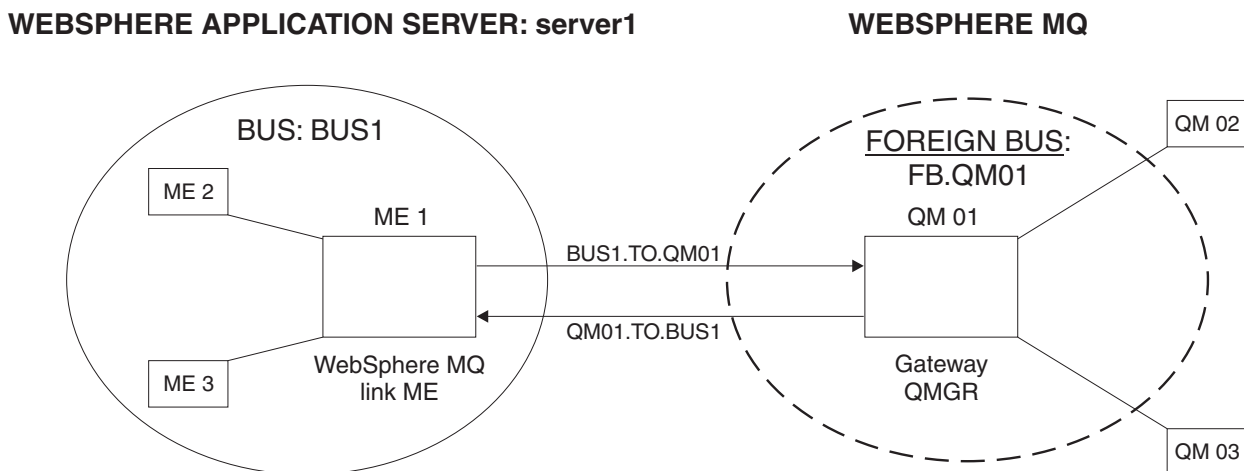 WEBSPHERE APPLICATION SERVER: server1
WEBSPHERE MQ
BUS: BUS1
ME 2
ME 1
ME 3
WebSphere MQ
link ME
BUS1.TO.QM01
QM01.TO.BUS1
FOREIGN BUS:
FB.QM01
QM 01
Gateway
QMGR
QM 02
QM 03